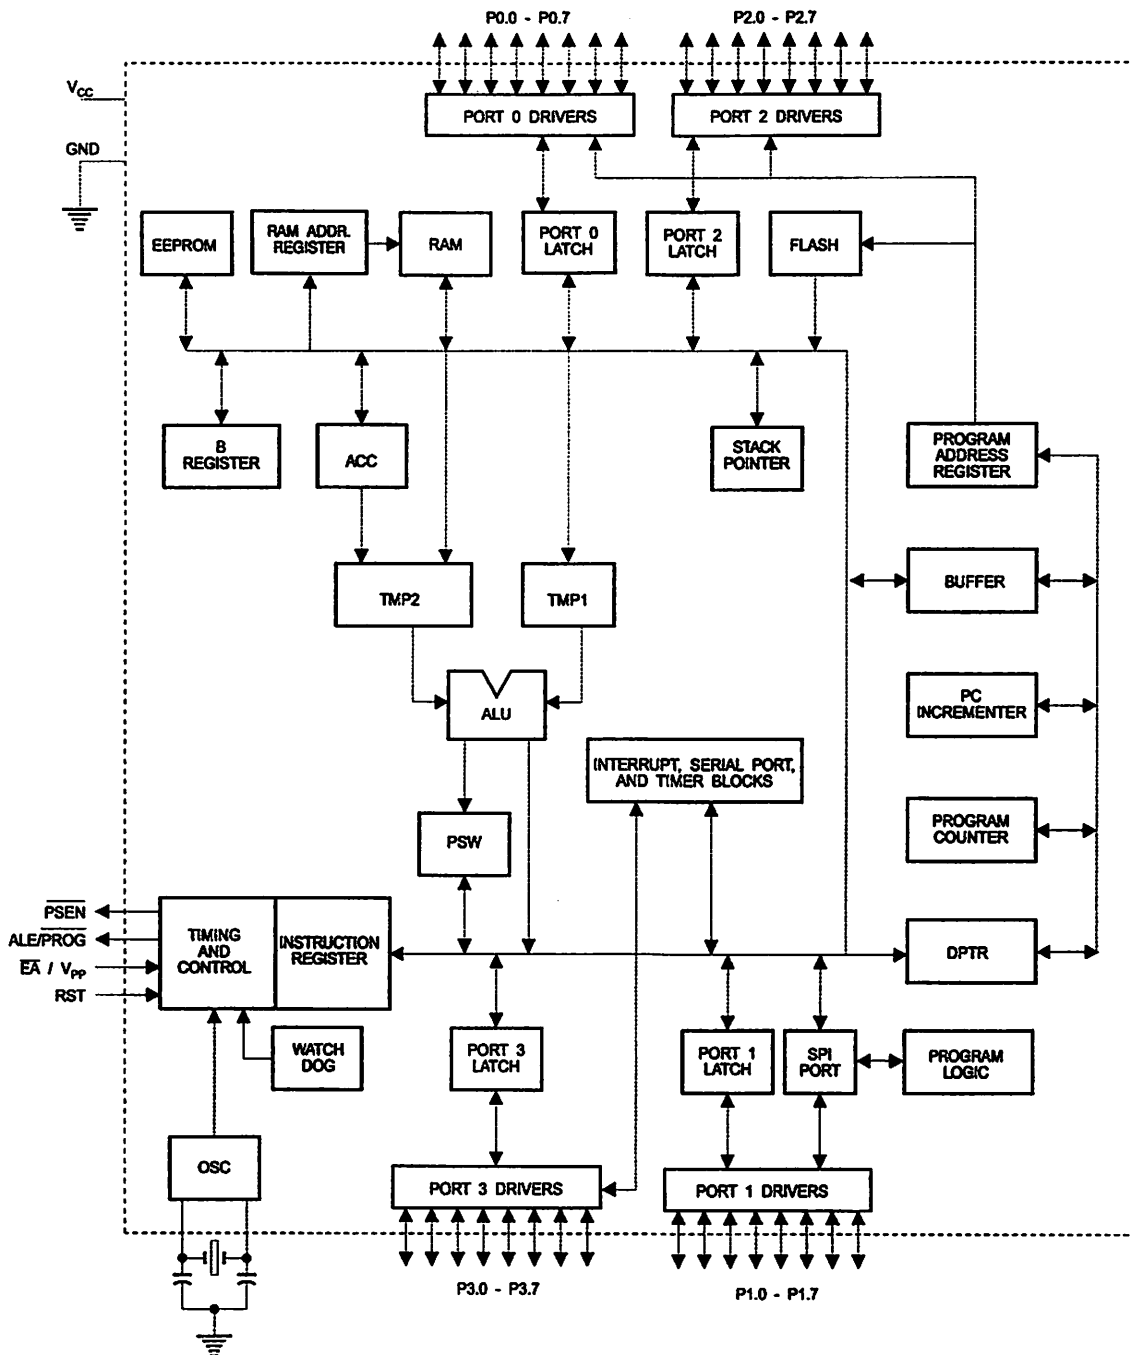 P0.0 - P0.7
P2.0 - P2.7
VCC
GND
PORT 0 DRIVERS
PORT 2 DRIVERS
EEPROM
RAM ADDR.
REGISTER
RAM
PORT 0
LATCH
PORT 2
LATCH
FLASH
B
REGISTER
ACC
STACK
POINTER
PROGRAM
ADDRESS
REGISTER
TMP2
TMP1
BUFFER
ALU
PC
INCREMENTER
INTERRUPT, SERIAL PORT,
AND TIMER BLOCKS
PSW
PROGRAM
COUNTER
PSEN
ALE/PROG
EA / VPP
RST
TIMING
AND
CONTROL
INSTRUCTION
REGISTER
DPTR
WATCH
DOG
PORT 3
LATCH
PORT 1
LATCH
SPI
PORT
PROGRAM
LOGIC
OSC
PORT 3 DRIVERS
PORT 1 DRIVERS
P3.0 - P3.7
P1.0 - P1.7